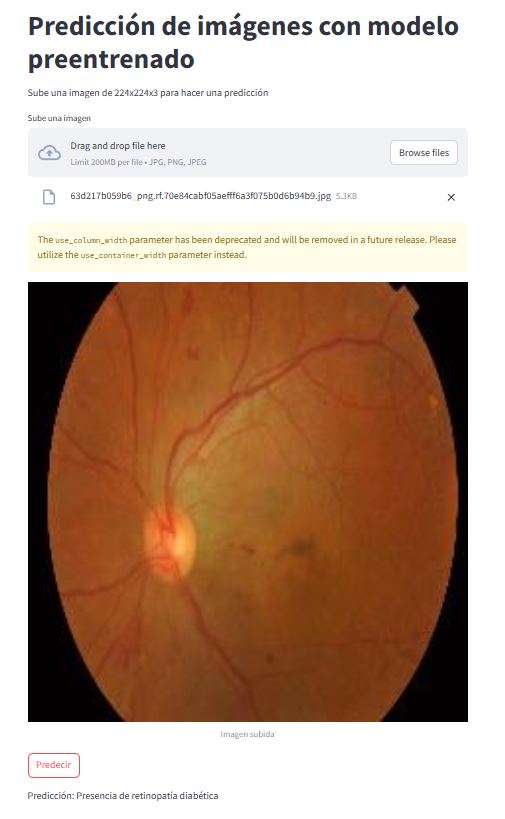 Predicción de imágenes con modelo
preentrenado
Sube una imagen de 224x224x3 para hacer una predicción
Sube una imagen
Drag and drop file here
Limit 200MB per file • JPG, PNG, JPEG
Browse files
63d217b059b6_png.rf.70e84cabf05aefff6a3f075b0d6b94b9.jpg 5.3KB
The use_column_width parameter has been deprecated and will be removed in a future release. Please
utilize the use_container_width parameter instead.
Imagen subida
Predecir
Predicción: Presencia de retinopatía diabética